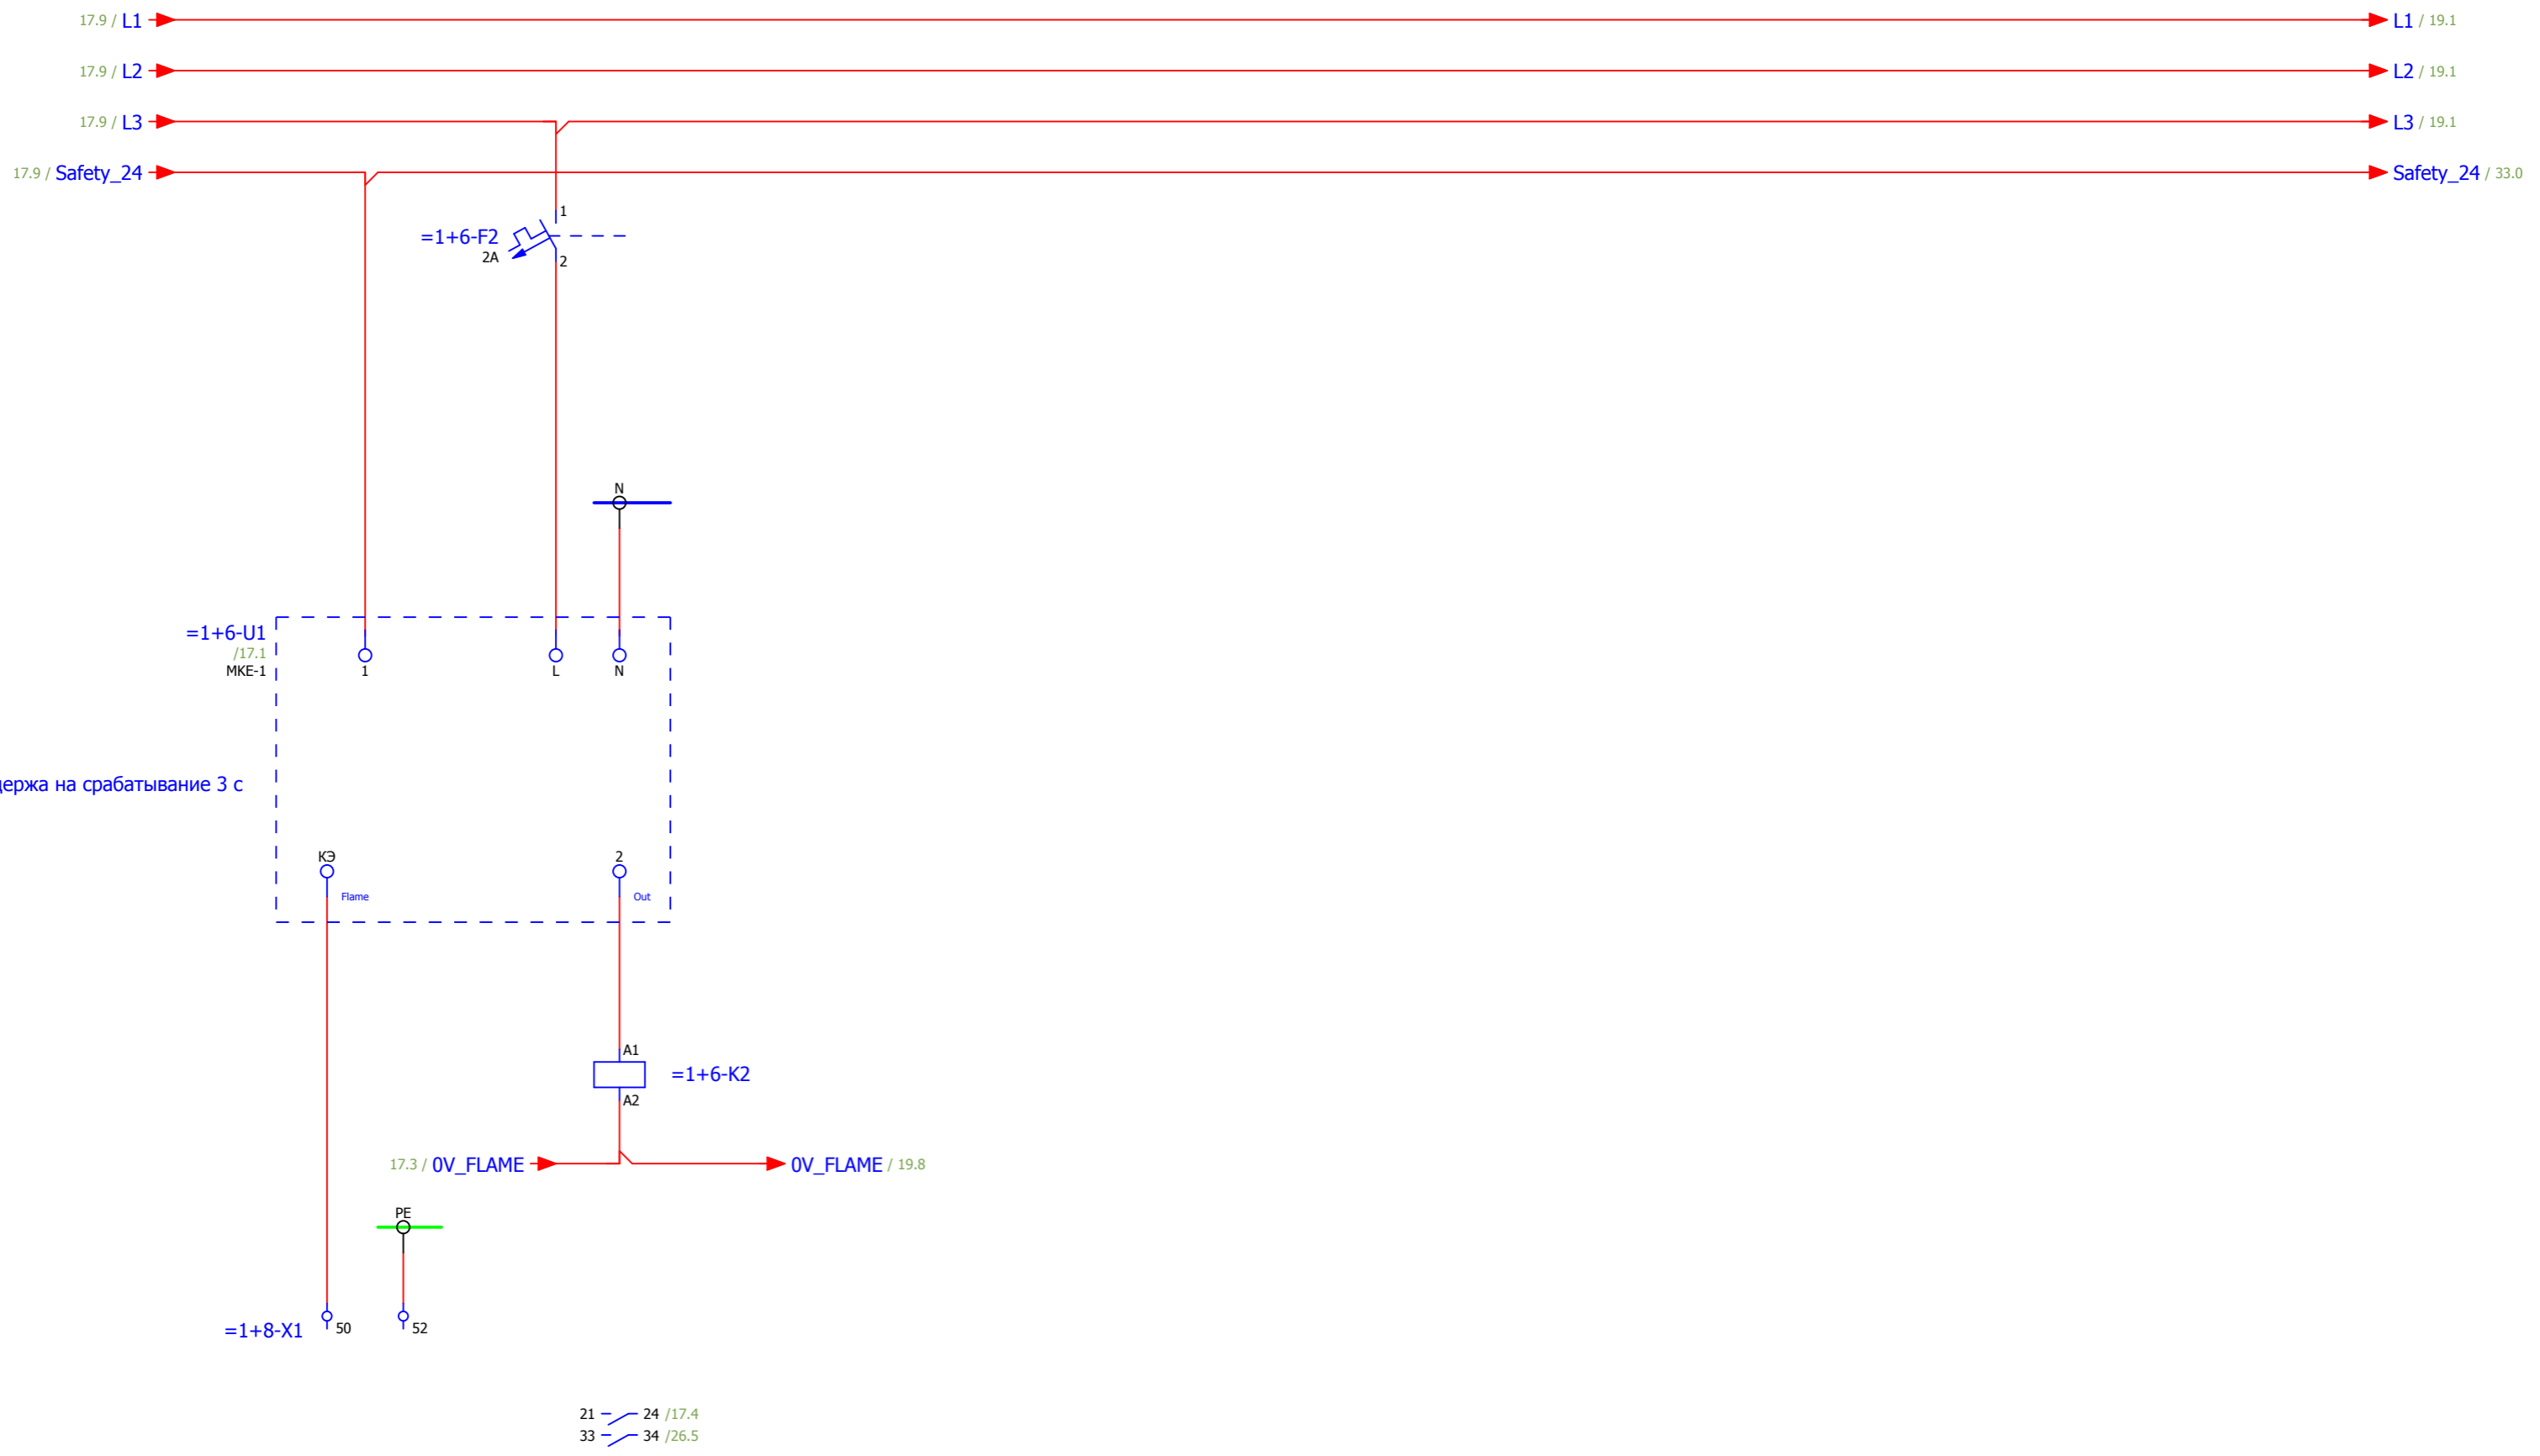 17.9 / L1
L1 / 19.1
17.9 / L2
L2 / 19.1
17.9 / L3
L3 / 19.1
17.9 / Safety_24
Safety_24 / 33.0
1
=1+6-F2
2A
2
N
=1+6-U1
/17.1
МКЕ-1
1
L
N
на срабатывание 3 с
КЭ
2
Flame
Out
A1
=1+6-K2
A2
17.3 / 0V_FLAME
0V_FLAME / 19.8
PE
=1+8-X1
50
52
21
24 /17.4
33
34 /26.5